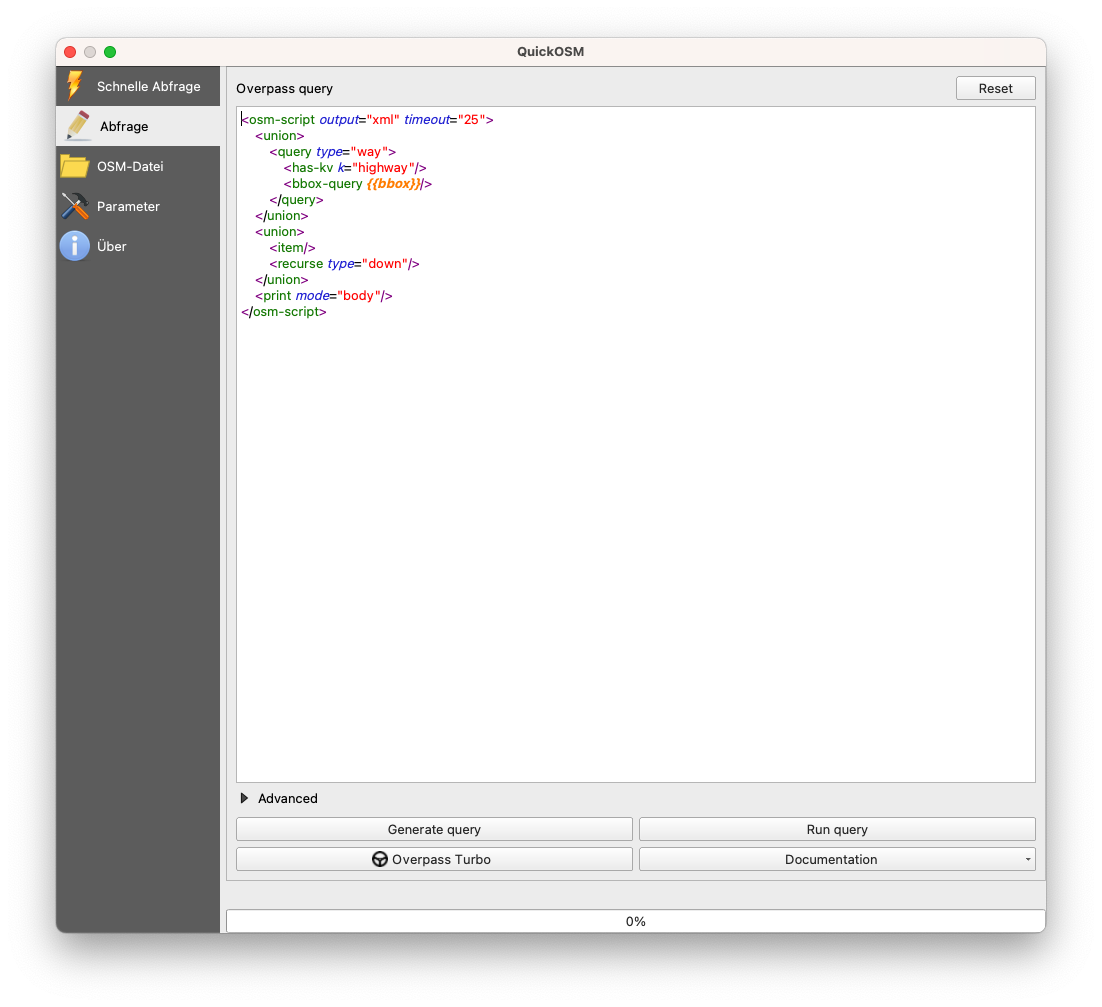 QuickOSM
Schnelle Abfrage
Abfrage
OSM-Datei
Parameter
Über
Overpass query
Reset
<osm-script output="xml" timeout="25">
    <union>
        <query type="way">
            <has-kv k="highway"/>
            <bbox-query {{bbox}}/>
        </query>
    </union>
    <union>
        <item/>
        <recurse type="down"/>
    </union>
    <print mode="body"/>
</osm-script>
Advanced
Generate query
Run query
Overpass Turbo
Documentation
0%